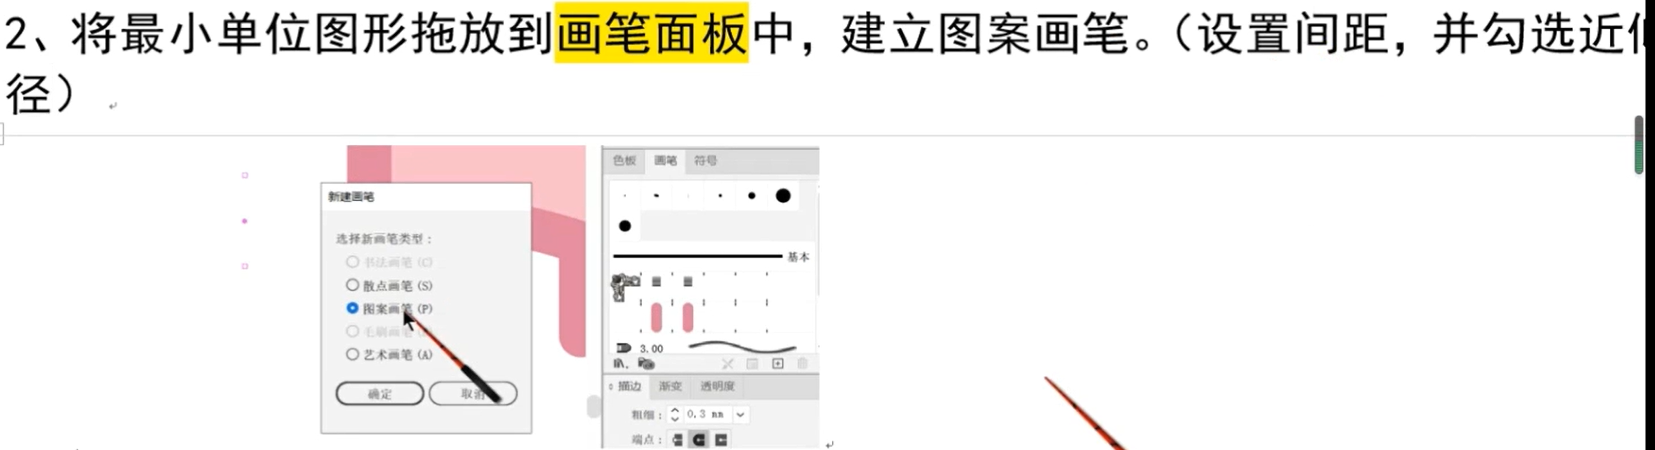 2、将最小单位图形拖放到画笔面板中，建立图案画笔。（设置间距，并勾选近
径）
新建画笔
选择新画笔类型：
书法画笔 (C)
散点画笔 (S)
图案画笔 (P)
毛刷画笔
艺术画笔 (A)
确定
取消
色板 画笔 符号
基本
3.00
描边 渐变 透明度
粗细： 0.3 mm
端点：